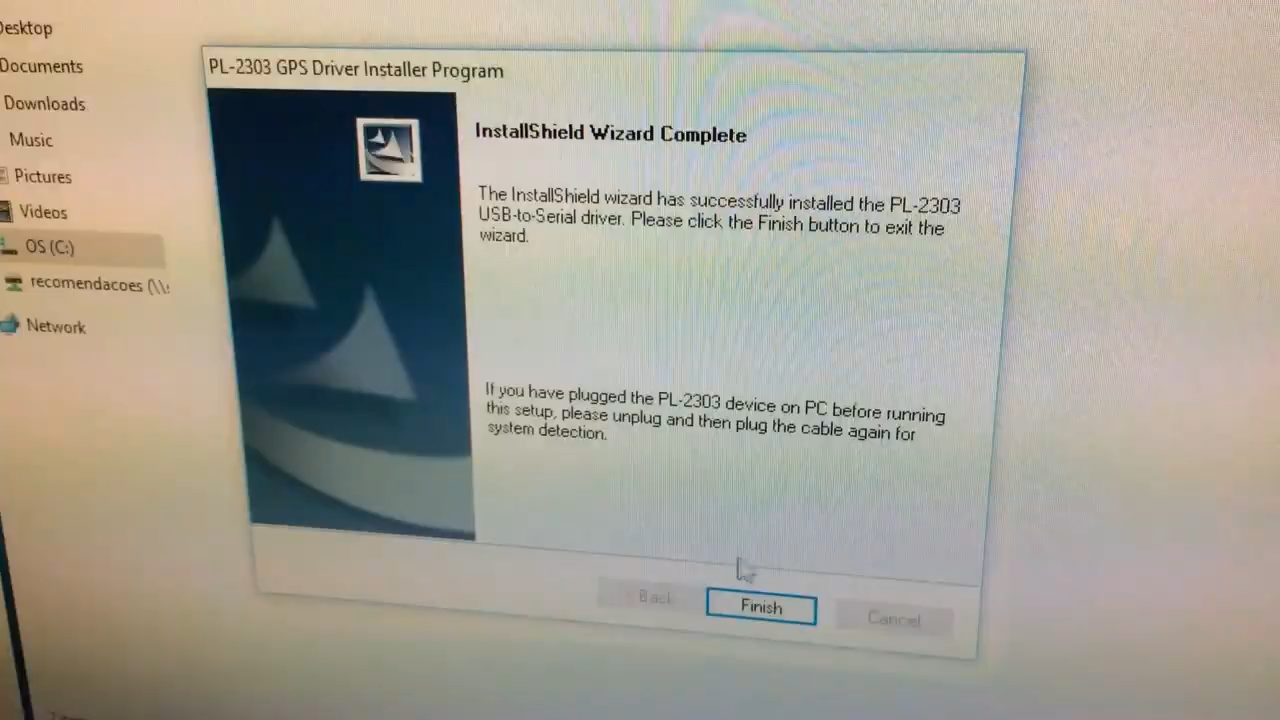 Desktop
Documents
Downloads
Music
Pictures
Videos
OS (C:)
recomendacoes (\\s
Network
PL-2303 GPS Driver Installer Program
InstallShield Wizard Complete
The InstallShield wizard has successfully installed the PL-2303
USB-to-Serial driver. Please click the Finish button to exit the
wizard.
If you have plugged the PL-2303 device on PC before running
this setup, please unplug and then plug the cable again for
system detection.
Back
Finish
Cancel